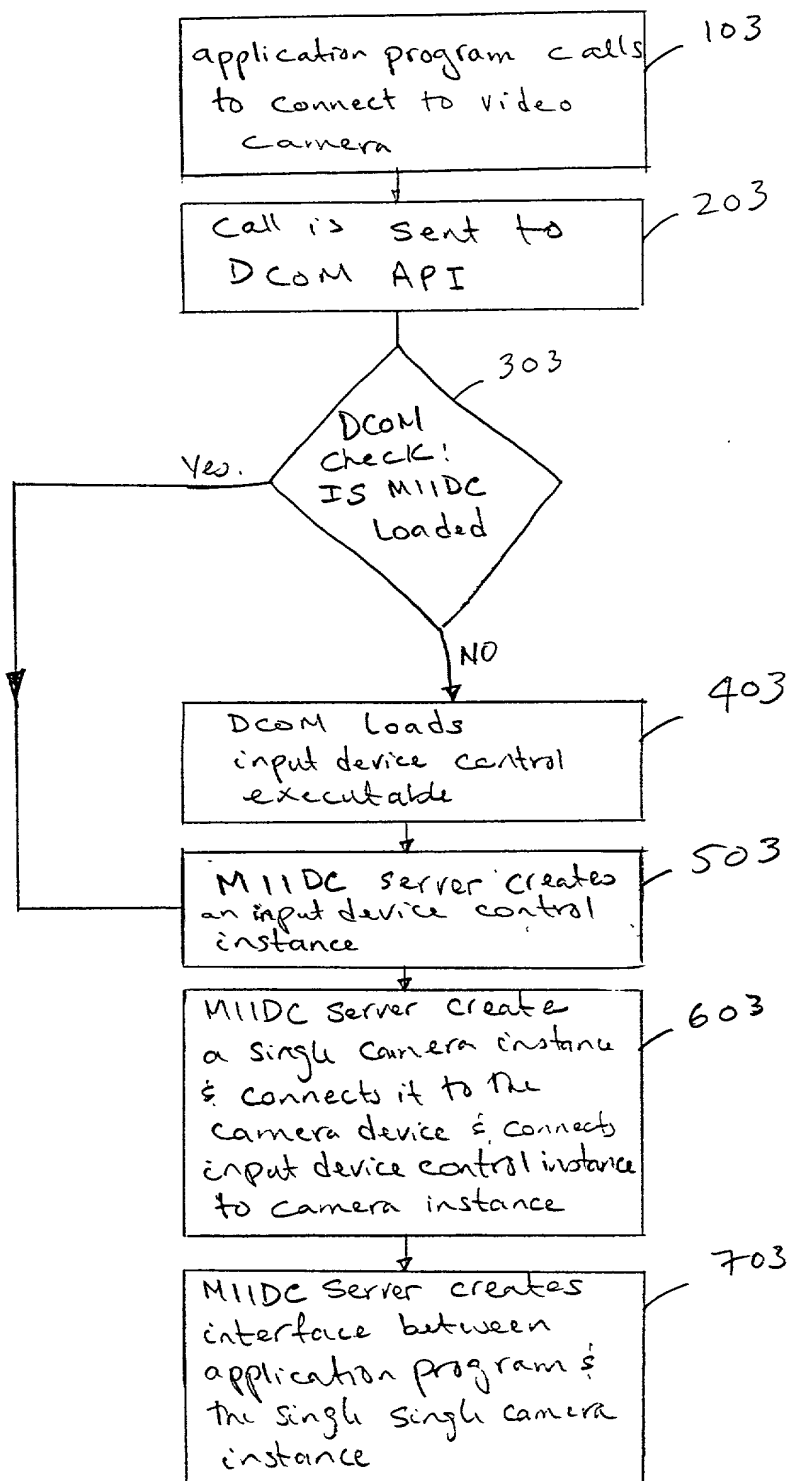 application program calls
to connect to video
camera
103
call is sent to
DCOM API
203
303
DCOM
check:
IS MIIDC
Loaded
Yes.
NO
DCOM Loads
input device control
executable
403
MIIDC server creates
an input device control
instance
503
MIIDC Server create
a single camera instance
& connects it to the
camera device & connects
input device control instance
to camera instance
603
MIIDC Server creates
interface between
application program &
the single single camera
instance
703